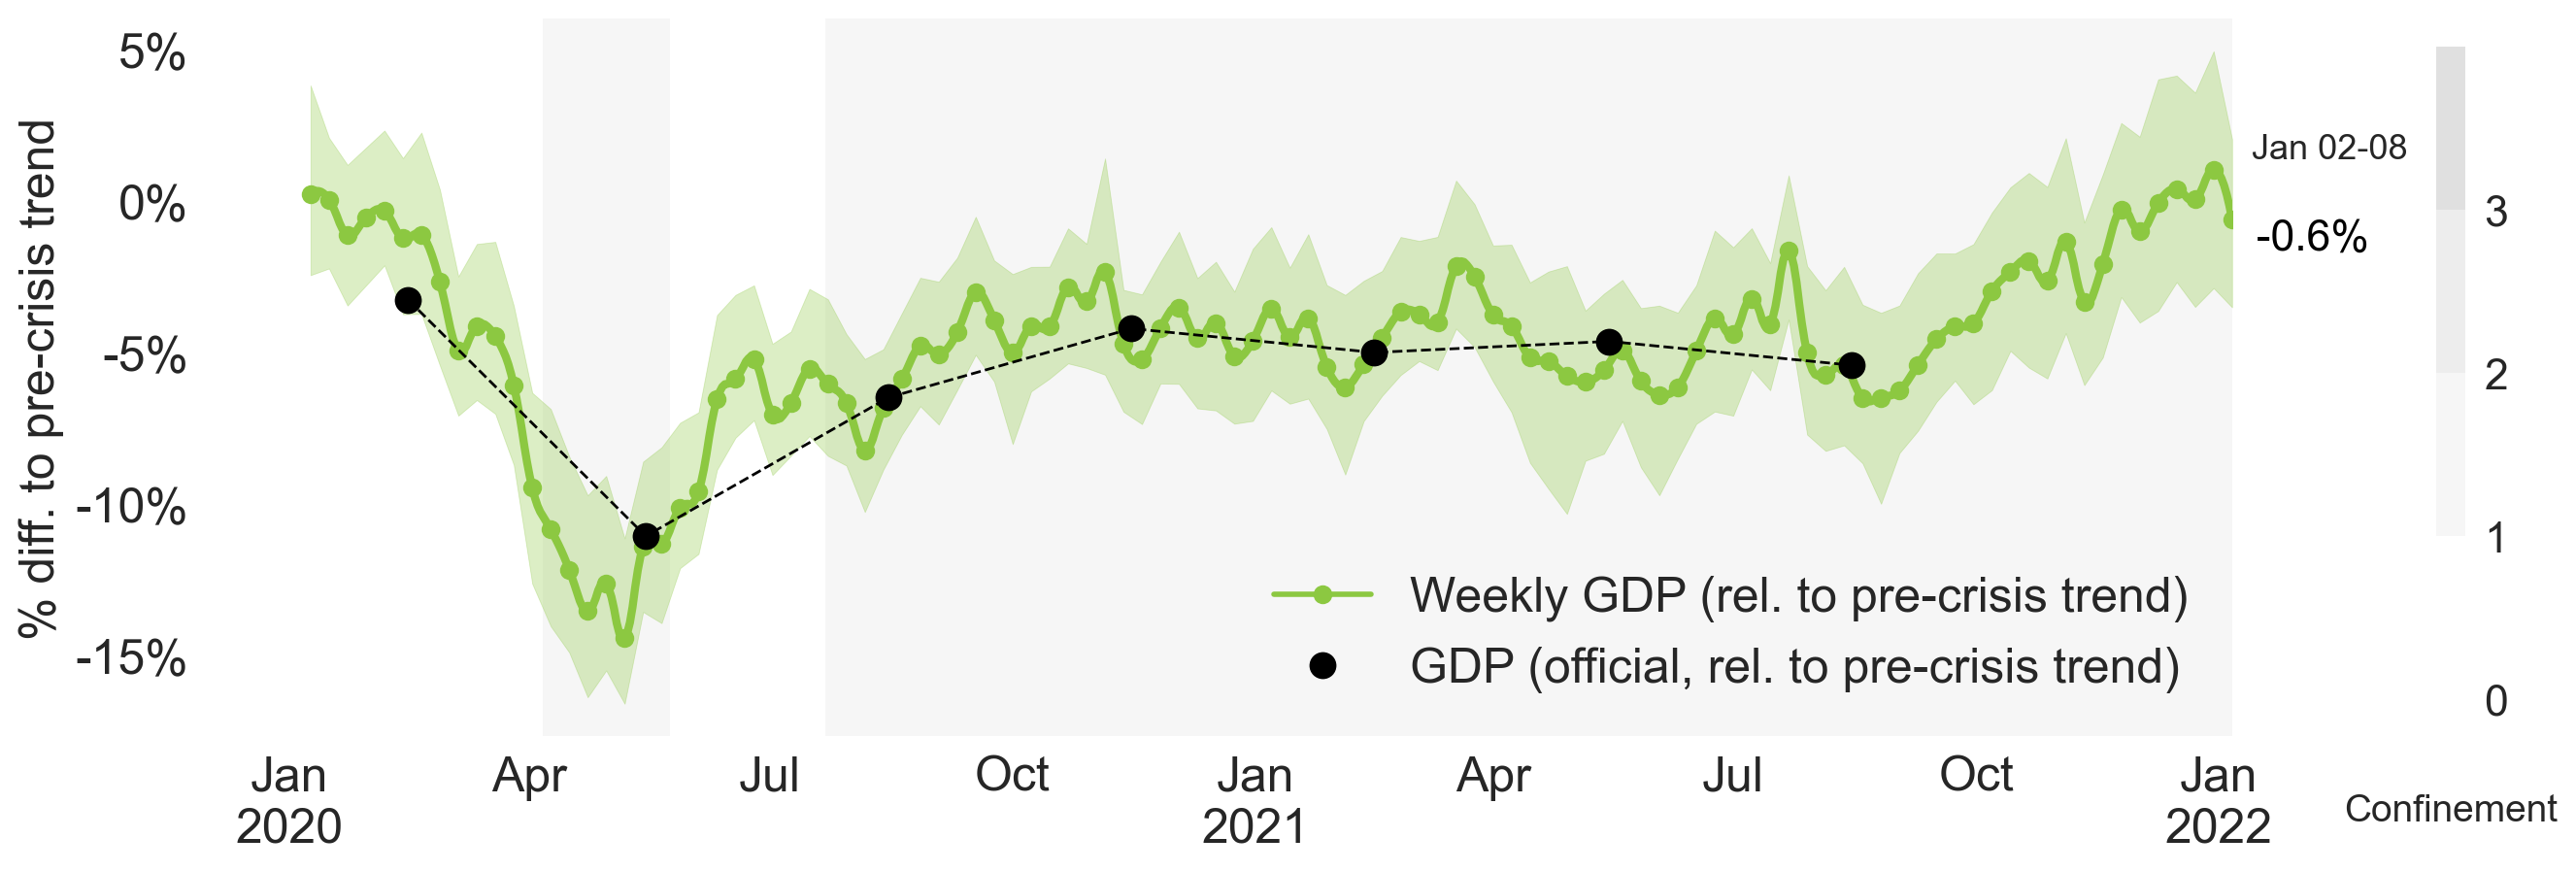 % diff. to pre-crisis trend
5%
0%
-5%
-10%
-15%
Jan 02-08
-0.6%
Weekly GDP (rel. to pre-crisis trend)
GDP (official, rel. to pre-crisis trend)
Jan
2020
Apr
Jul
Oct
Jan
2021
Apr
Jul
Oct
Jan
2022
3
2
1
0
Confinement